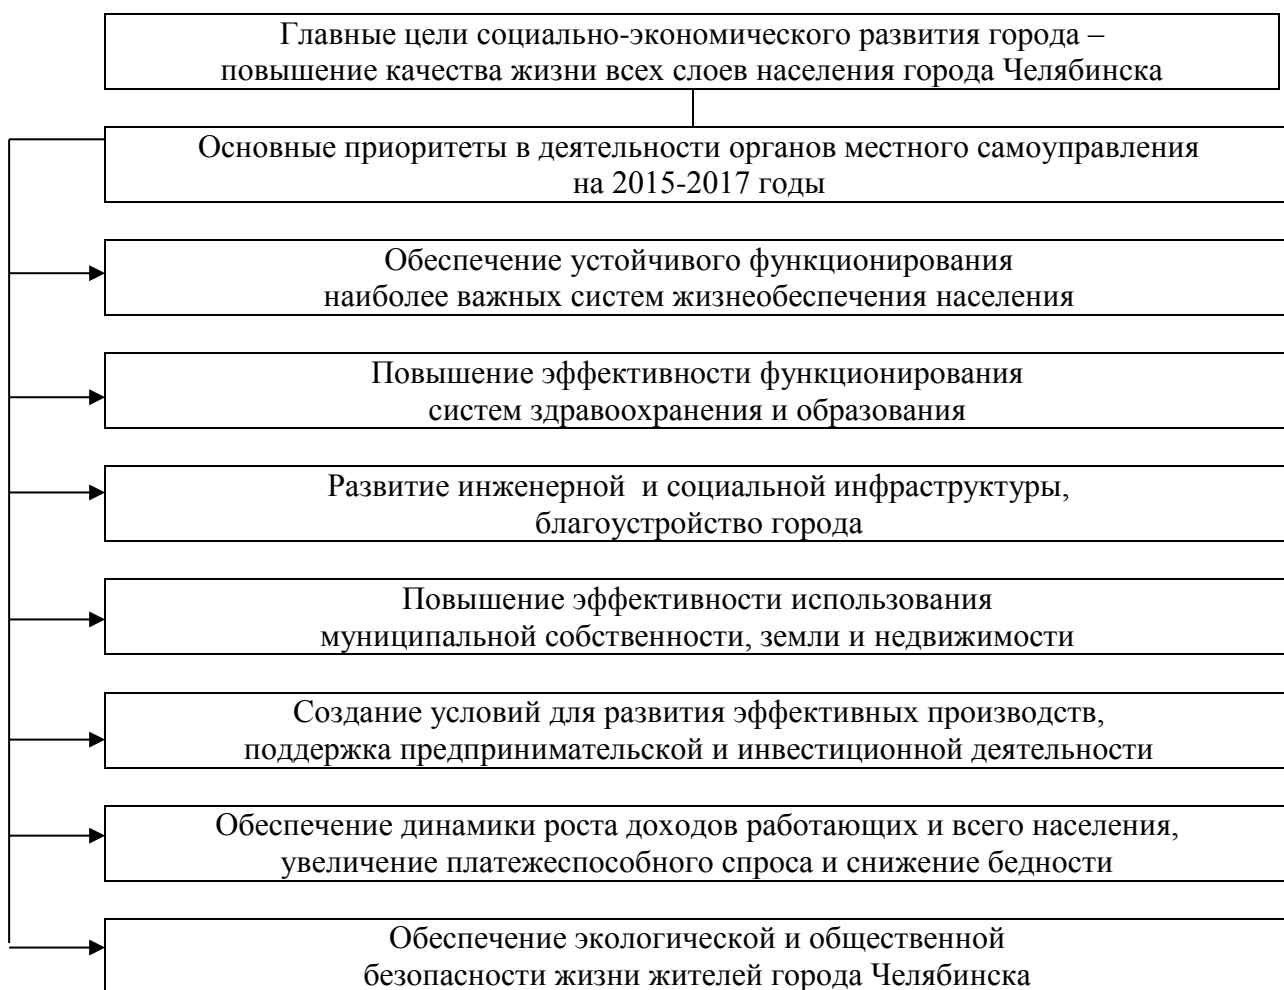 Главные цели социально-экономического развития города –
повышение качества жизни всех слоев населения города Челябинска
Основные приоритеты в деятельности органов местного самоуправления
на 2015-2017 годы
Обеспечение устойчивого функционирования
наиболее важных систем жизнеобеспечения населения
Повышение эффективности функционирования
систем здравоохранения и образования
Развитие инженерной  и социальной инфраструктуры,
благоустройство города
Повышение эффективности использования
муниципальной собственности, земли и недвижимости
Создание условий для развития эффективных производств,
поддержка предпринимательской и инвестиционной деятельности
Обеспечение динамики роста доходов работающих и всего населения,
увеличение платежеспособного спроса и снижение бедности
Обеспечение экологической и общественной
безопасности жизни жителей города Челябинска